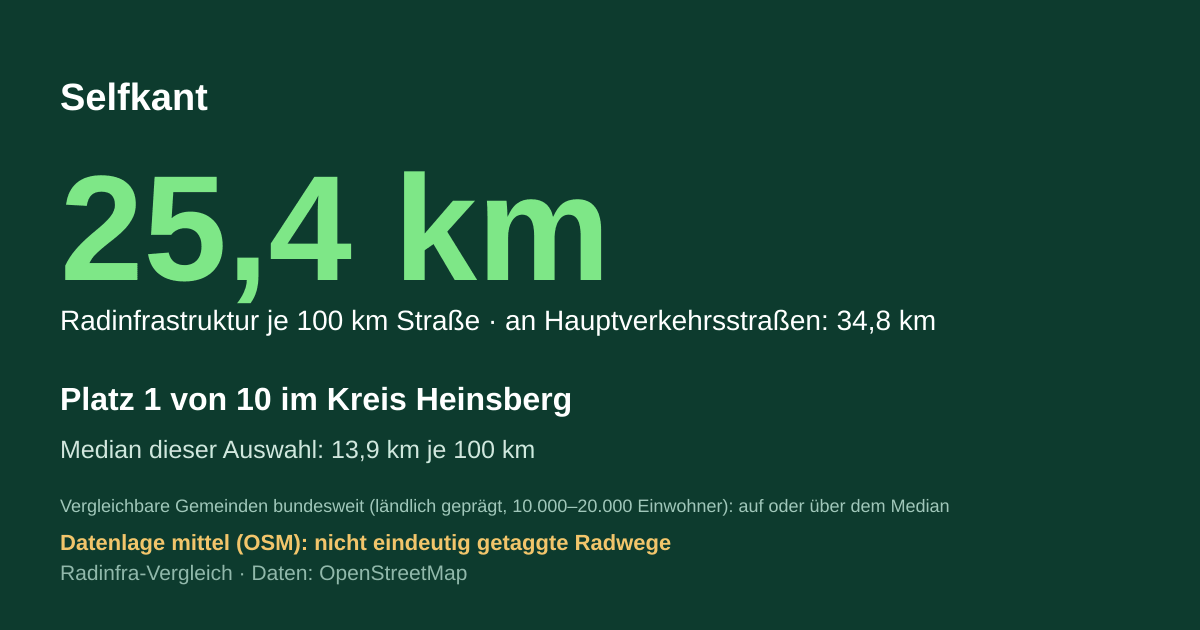 Selfkant
25,4 km
Radinfrastruktur je 100 km Straße · an Hauptverkehrsstraßen: 34,8 km
Platz 1 von 10 im Kreis Heinsberg
Median dieser Auswahl: 13,9 km je 100 km
Vergleichbare Gemeinden bundesweit (ländlich geprägt, 10.000–20.000 Einwohner): auf oder über dem Median
Datenlage mittel (OSM): nicht eindeutig getaggte Radwege
Radinfra-Vergleich · Daten: OpenStreetMap